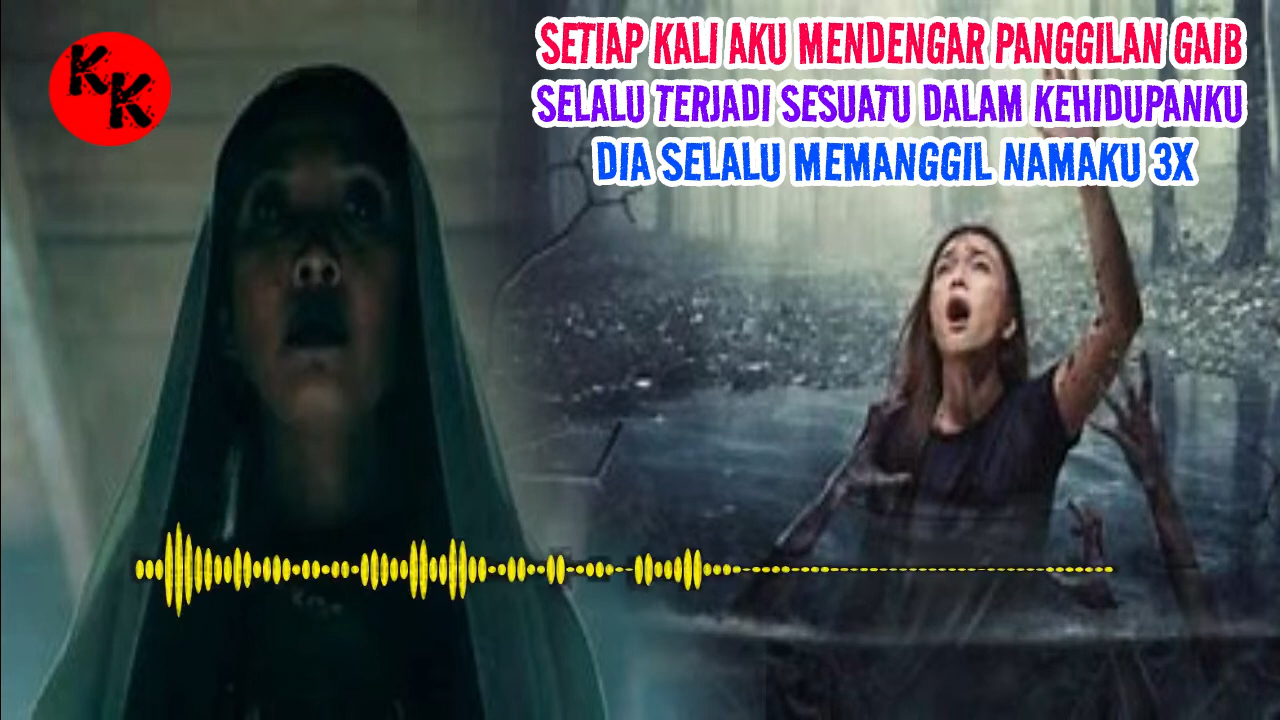 KK
SETIAP KALI AKU MENDENGAR PANGGILAN GAIB
SELALU TERJADI SESUATU DALAM KEHIDUPANKU
DIA SELALU MEMANGGIL NAMAKU 3X